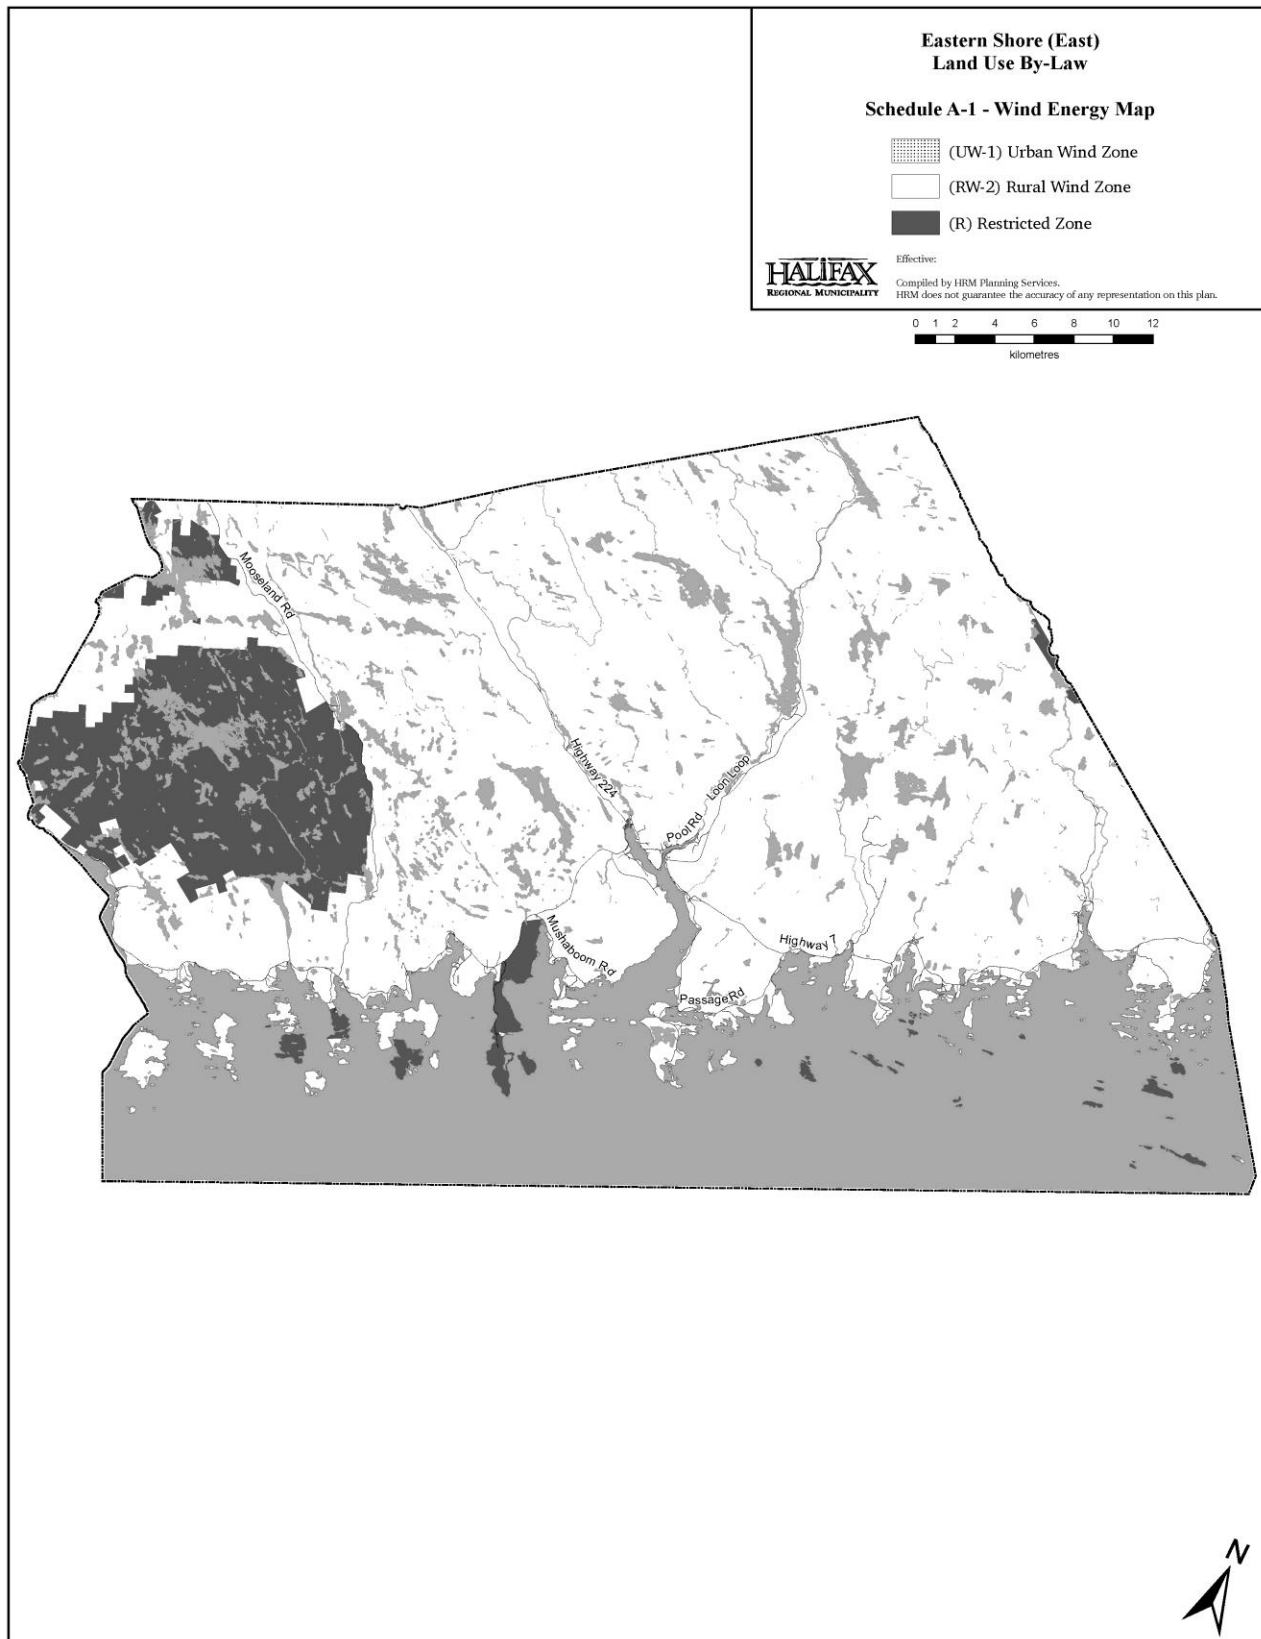 Eastern Shore (East)
Land Use By-Law
Schedule A-1 - Wind Energy Map
(UW-1) Urban Wind Zone
(RW-2) Rural Wind Zone
(R) Restricted Zone
HALIFAX
REGIONAL MUNICIPALITY
Effective:
Compiled by HRM Planning Services.
HRM does not guarantee the accuracy of any representation on this plan.
0 1 2 4 6 8 10 12
kilometres
Mooseland Rd
Highway 224
Loon Loop
Pool Rd
Mushaboom Rd
Highway 7
Passage Rd
N